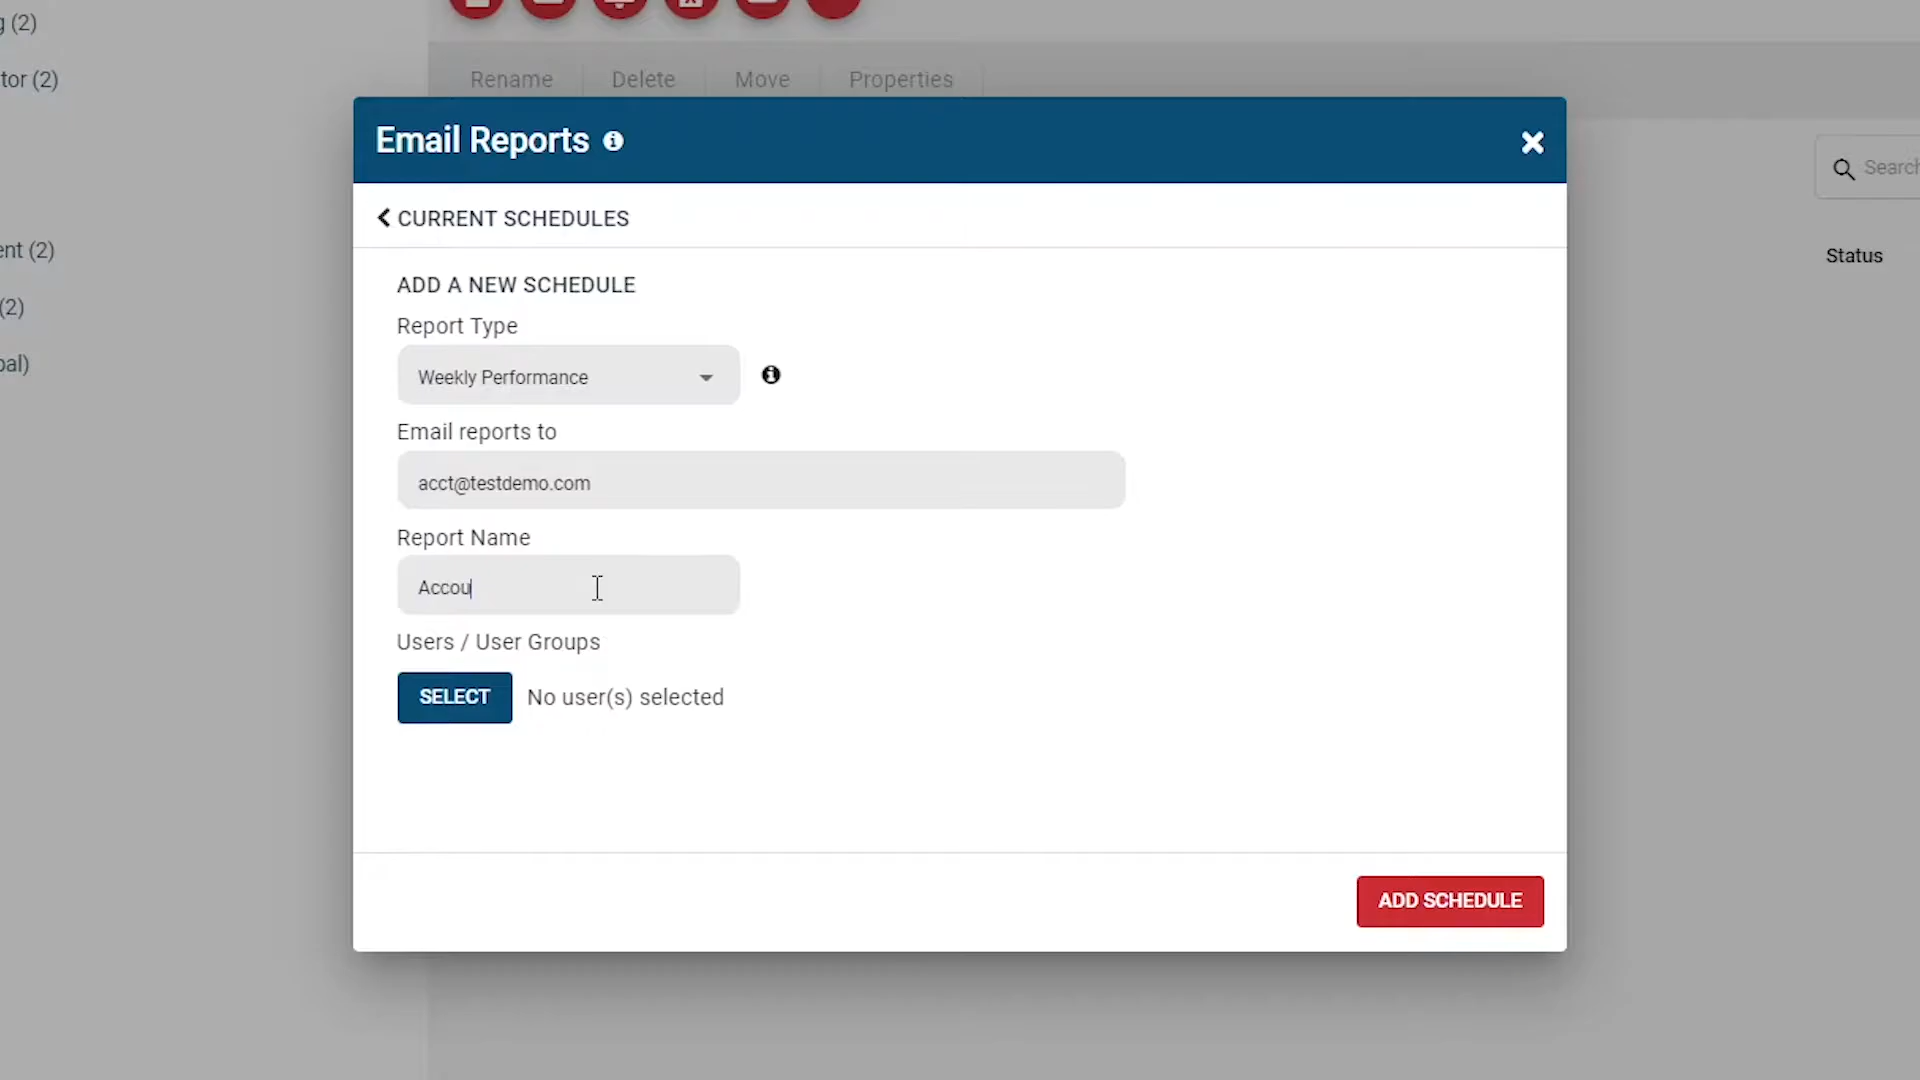 g (2)
tor (2)
ent (2)
(2)
bal)
Rename Delete Move Properties
Search
Status
Email Reports
CURRENT SCHEDULES
ADD A NEW SCHEDULE
Report Type
Weekly Performance
Email reports to
acct@testdemo.com
Report Name
Accou
Users / User Groups
SELECT No user(s) selected
ADD SCHEDULE